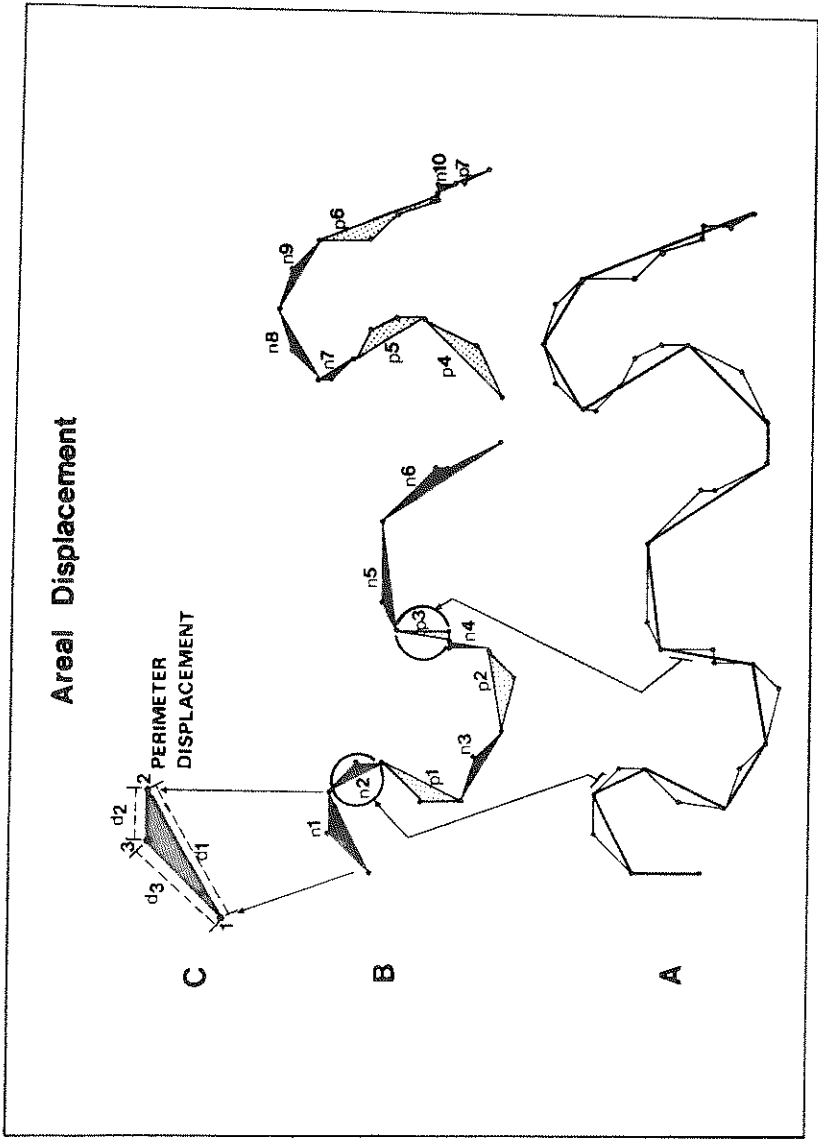 Areal Displacement
C
d3
3
d2
2
PERIMETER
DISPLACEMENT
d1
1
B
n1
n2
p1
n3
p2
n4
p3
n5
n6
p4
p5
n7
n8
n9
p6
n10
p7
A